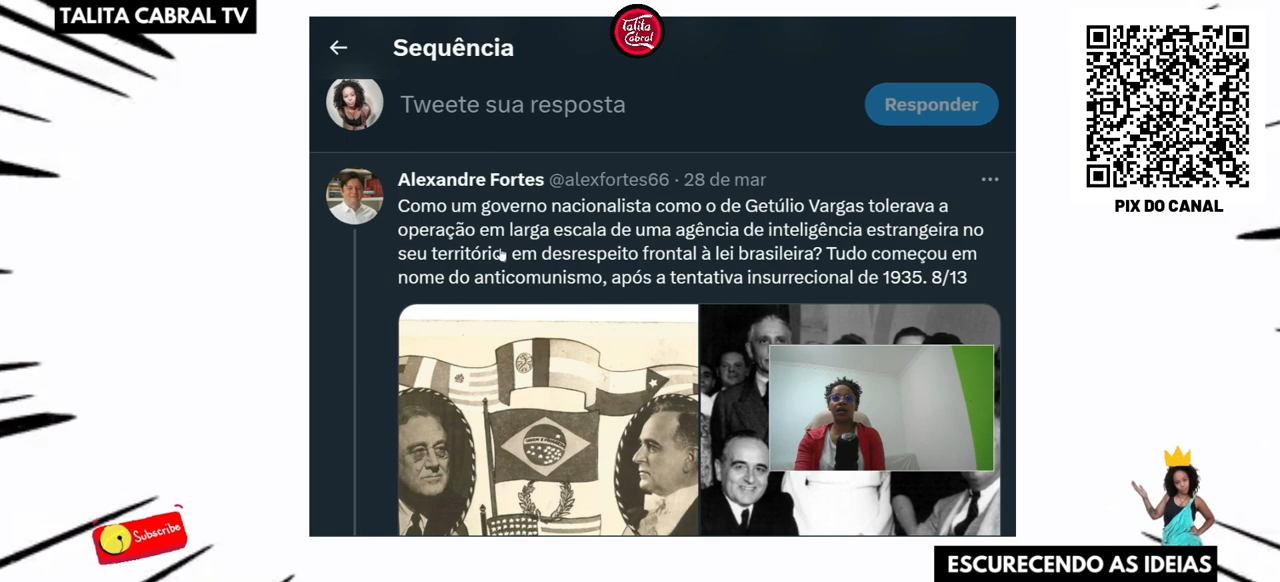 TALITA CABRAL TV
Talita
Cabral
Sequência
Tweete sua resposta
Responder
PIX DO CANAL
Alexandre Fortes @alexfortes66 · 28 de mar
Como um governo nacionalista como o de Getúlio Vargas tolerava a
operação em larga escala de uma agência de inteligência estrangeira no
seu território em desrespeito frontal à lei brasileira? Tudo começou em
nome do anticomunismo, após a tentativa insurrecional de 1935. 8/13
Subscribe
ESCURECENDO AS IDEIAS